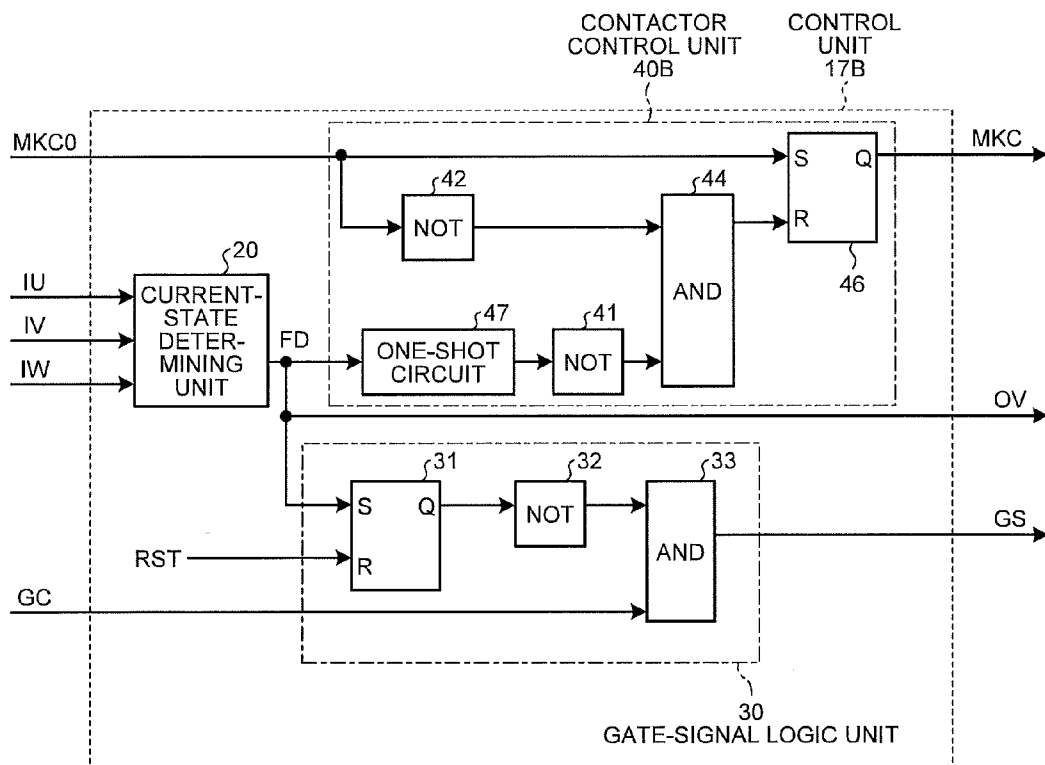 CONTACTOR
CONTROL UNIT
40B
CONTROL
UNIT
17B
MKC0
MKC
S
Q
R
46
42
NOT
44
AND
20
IU
IV
IW
CURRENT-
STATE
DETER-
MINING
UNIT
FD
47
ONE-SHOT
CIRCUIT
41
NOT
OV
31
S
Q
R
32
NOT
33
AND
GS
RST
GC
30
GATE-SIGNAL LOGIC UNIT